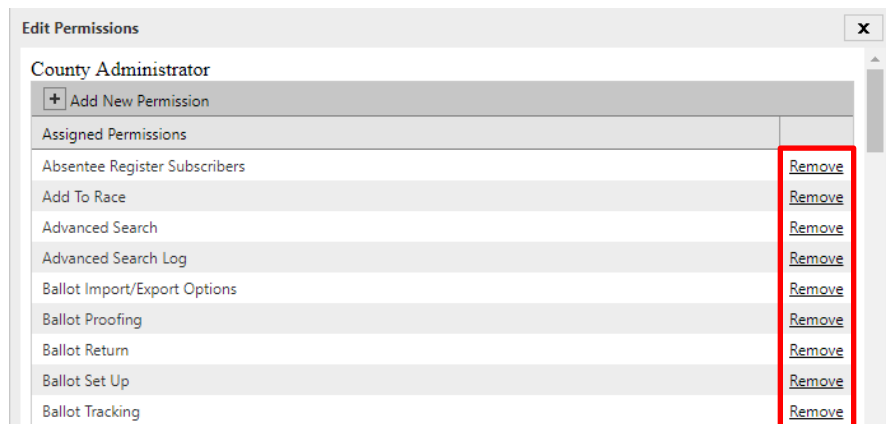 Edit Permissions x
County Administrator
+ Add New Permission
Assigned Permissions
Absentee Register Subscribers Remove
Add To Race Remove
Advanced Search Remove
Advanced Search Log Remove
Ballot Import/Export Options Remove
Ballot Proofing Remove
Ballot Return Remove
Ballot Set Up Remove
Ballot Tracking Remove